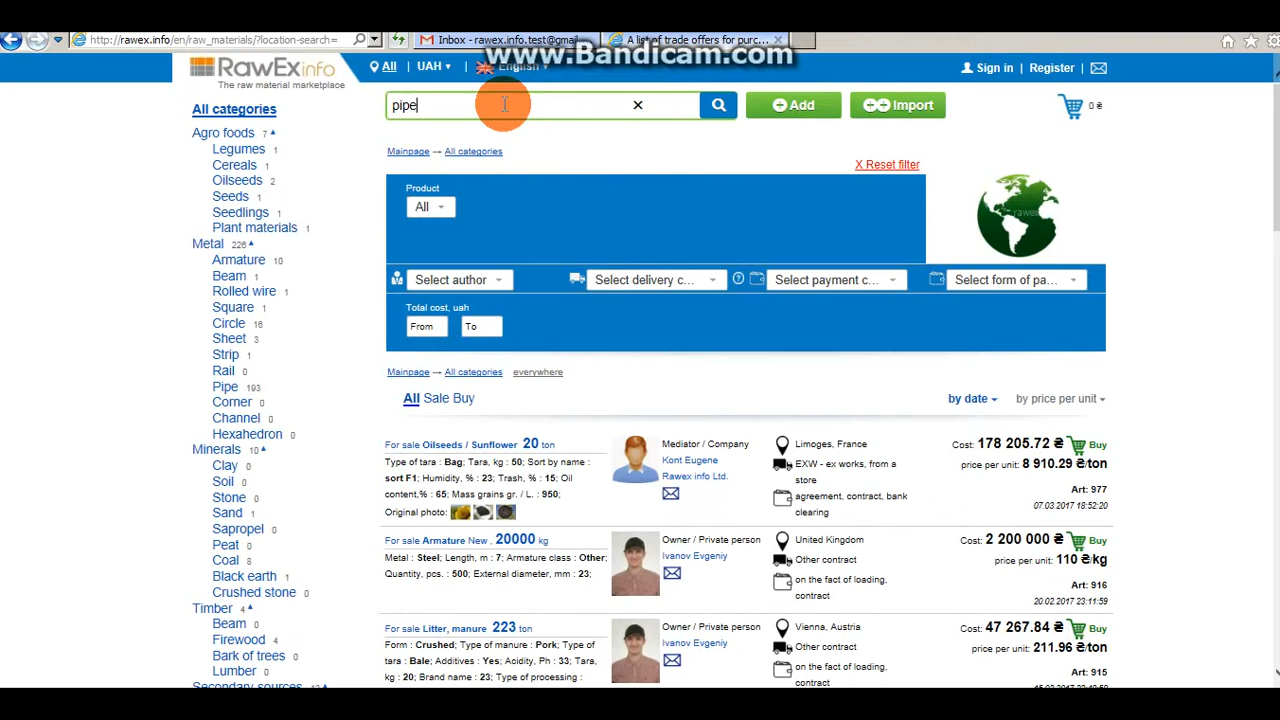 http://rawex.info/en/raw_materials/?location-search=
Inbox - rawex.info.test@gmail...
A list of trade offers for purc...
www.Bandicam.com
RawEx info
The raw material marketplace
All
UAH
English
Sign in | Register
pipe
Add
Import
0 ₴
All categories
Agro foods 7
Legumes 1
Cereals 1
Oilseeds 2
Seeds 1
Seedlings 1
Plant materials 1
Metal 226
Armature 10
Beam 1
Rolled wire 1
Square 1
Circle 16
Sheet 3
Strip 1
Rail 0
Pipe 193
Corner 0
Channel 0
Hexahedron 0
Minerals 10
Clay 0
Soil 0
Stone 0
Sand 1
Sapropel 0
Peat 0
Coal 8
Black earth 1
Crushed stone 0
Timber 4
Beam 0
Firewood 4
Bark of trees 0
Lumber 0
Secondary sources
Mainpage → All categories
X Reset filter
Product
All
rawex
Select author
Select delivery c...
Select payment c...
Select form of pa...
Total cost, uah
From
To
Mainpage → All categories everywhere
All Sale Buy
by date
by price per unit
For sale Oilseeds / Sunflower 20 ton
Type of tara : Bag; Tara, kg : 50; Sort by name :
sort F1; Humidity, % : 23; Trash, % : 15; Oil
content,% : 65; Mass grains gr. / L. : 950;
Original photo:
Mediator / Company
Kont Eugene
Rawex info Ltd.
Limoges, France
EXW - ex works, from a
store
agreement, contract, bank
clearing
Cost: 178 205.72 ₴ Buy
price per unit: 8 910.29 ₴/ton
Art: 977
07.03.2017 18:52:20
For sale Armature New , 20000 kg
Metal : Steel; Length, m : 7; Armature class : Other;
Quantity, pcs. : 500; External diameter, mm : 23;
Owner / Private person
Ivanov Evgeniy
United Kingdom
Other contract
on the fact of loading,
contract
Cost: 2 200 000 ₴ Buy
price per unit: 110 ₴/kg
Art: 916
20.02.2017 23:11:59
For sale Litter, manure 223 ton
Form : Crushed; Type of manure : Pork; Type of
tara : Bale; Additives : Yes; Acidity, Ph : 33; Tara,
kg : 20; Brand name : 23; Type of processing :
Owner / Private person
Ivanov Evgeniy
Vienna, Austria
Other contract
on the fact of loading,
contract
Cost: 47 267.84 ₴ Buy
price per unit: 211.96 ₴/ton
Art: 915